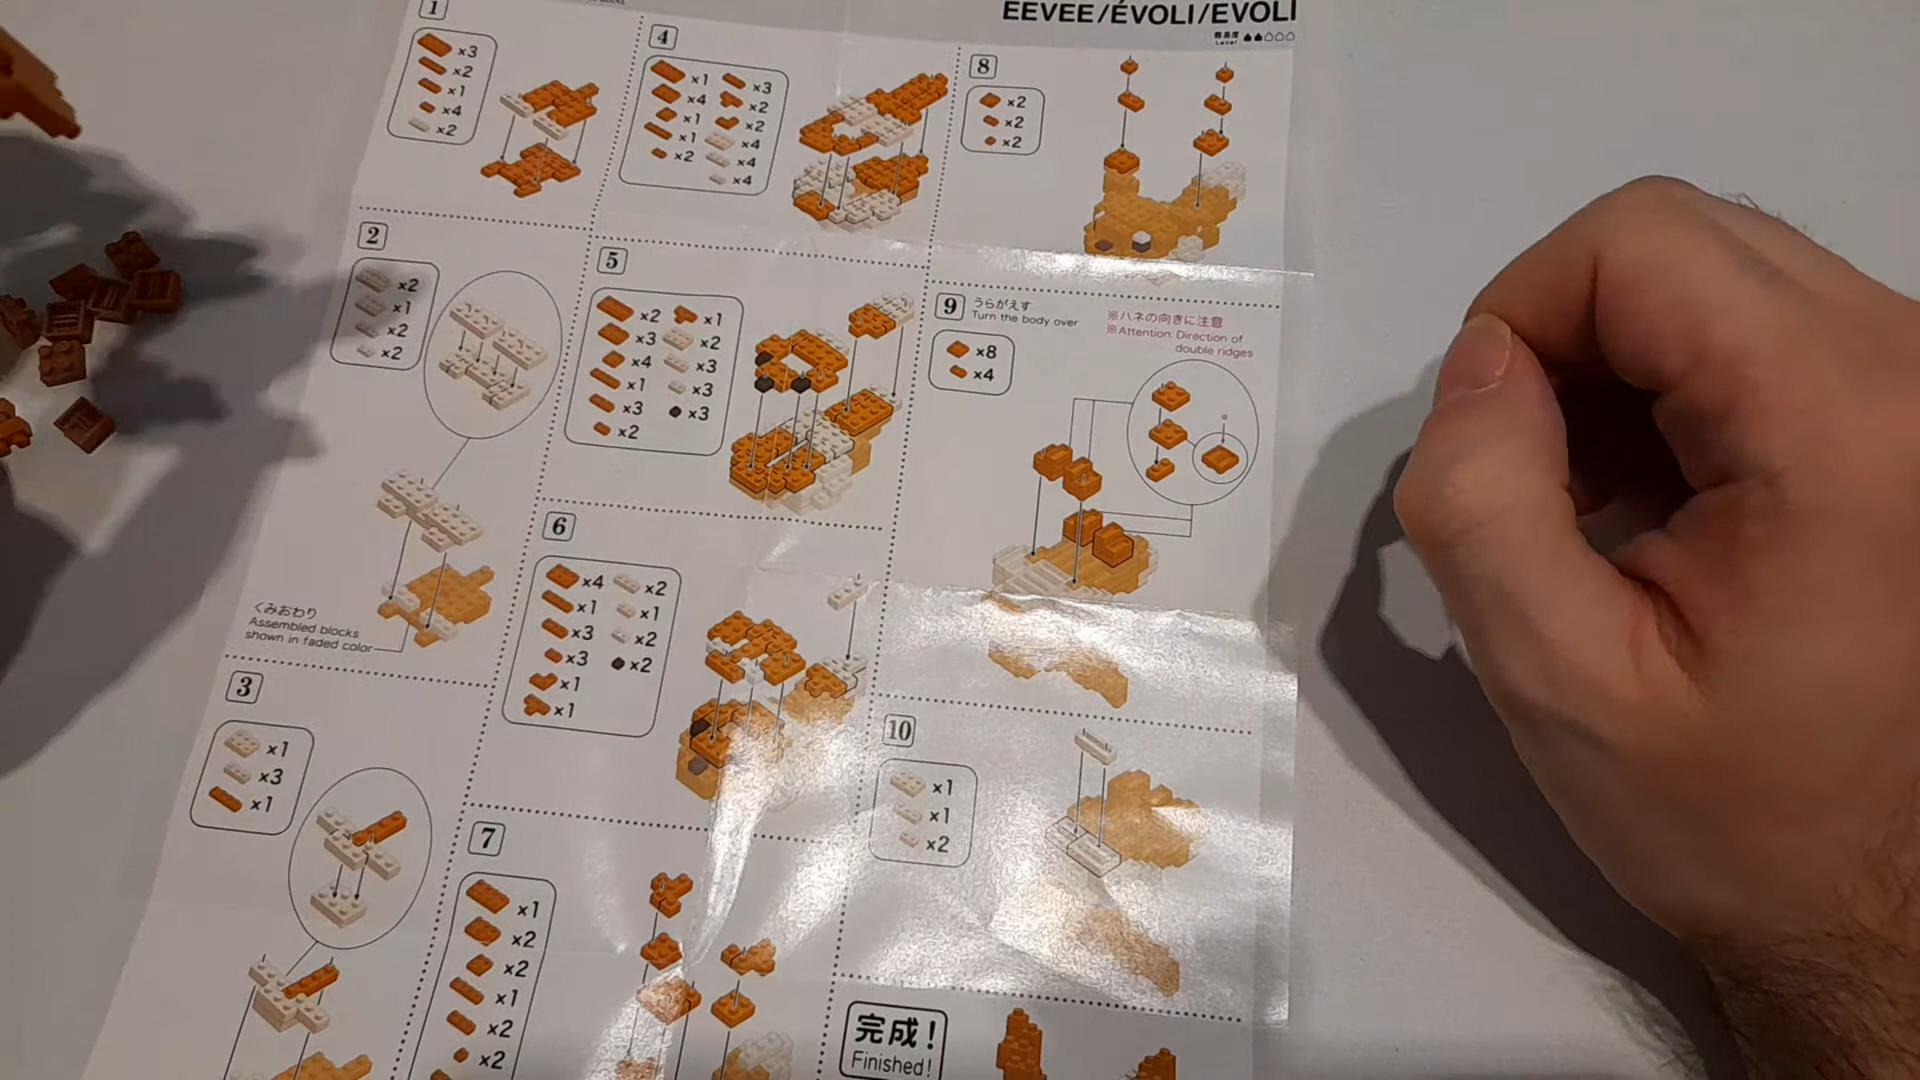 EEVEE/ÉVOLI/EVOLI
難易度
Level
1
x3
x2
x1
x4
x2
2
x2
x1
x2
x2
くみおわり
Assembled blocks
shown in faded color
3
x1
x3
x1
4
x1
x4
x1
x1
x2
x3
x2
x2
x4
x4
x4
5
x2
x3
x4
x1
x3
x2
x1
x2
x3
x3
x3
6
x4
x1
x3
x3
x1
x1
x2
x1
x2
x2
7
x1
x2
x2
x1
x2
x2
8
x2
x2
x2
9
うらがえす
Turn the body over
※ハネの向きに注意
※Attention: Direction of
double ridges
x8
x4
※
10
x1
x1
x2
完成!
Finished!